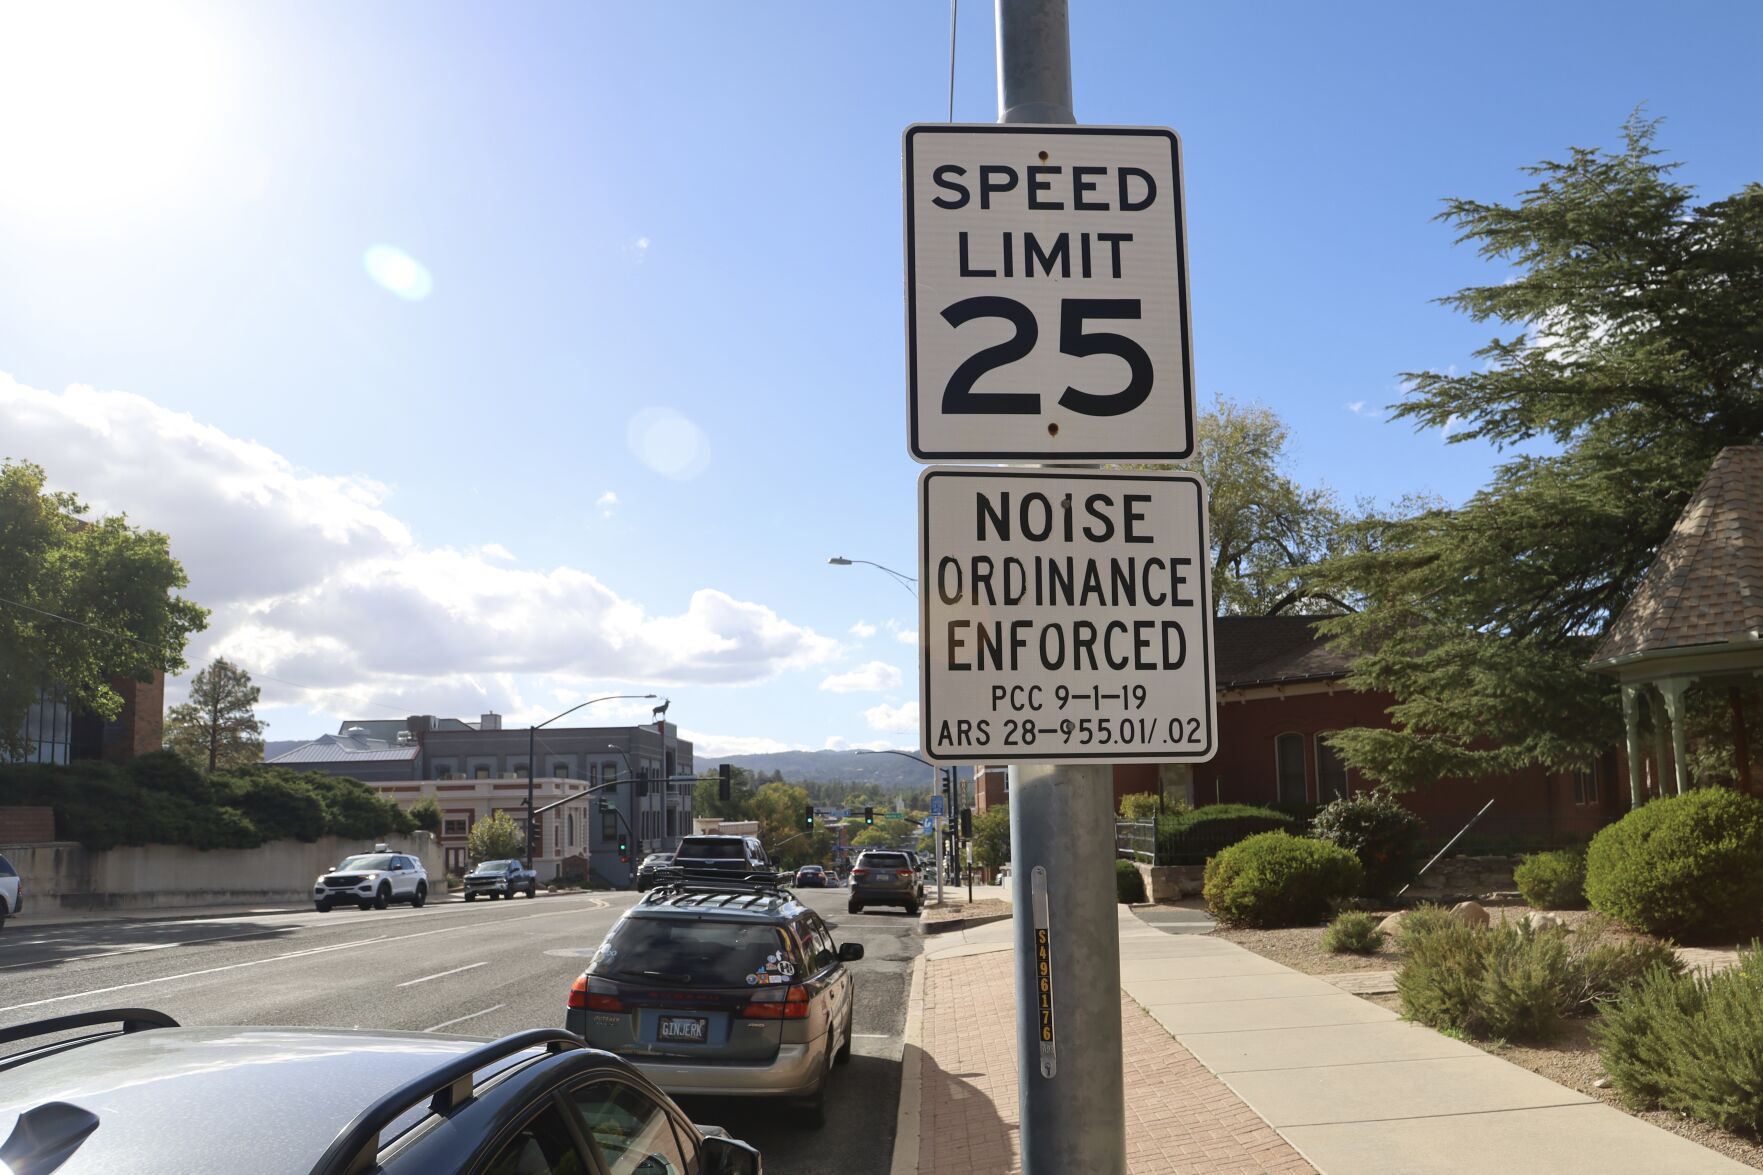 SPEED
LIMIT
25
NOISE
ORDINANCE
ENFORCED
PCC 9-1-19
ARS 28-955.01/.02
S496176
GINJERK